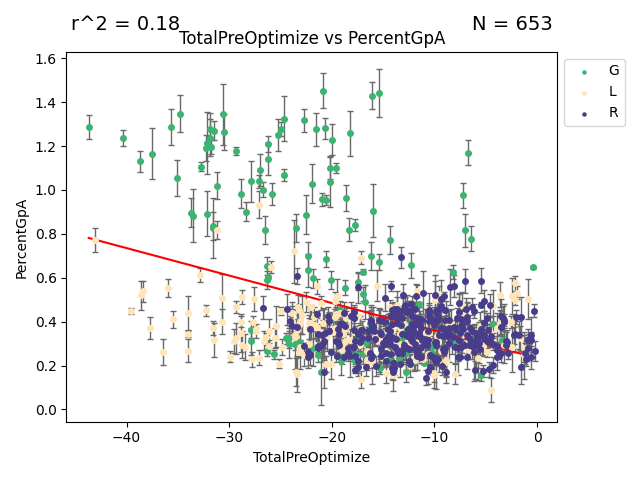 r^2 = 0.18
N = 653
TotalPreOptimize vs PercentGpA
1.6
1.4
1.2
1.0
0.8
0.6
0.4
0.2
0.0
PercentGpA
−40
−30
−20
−10
0
TotalPreOptimize
G
L
R